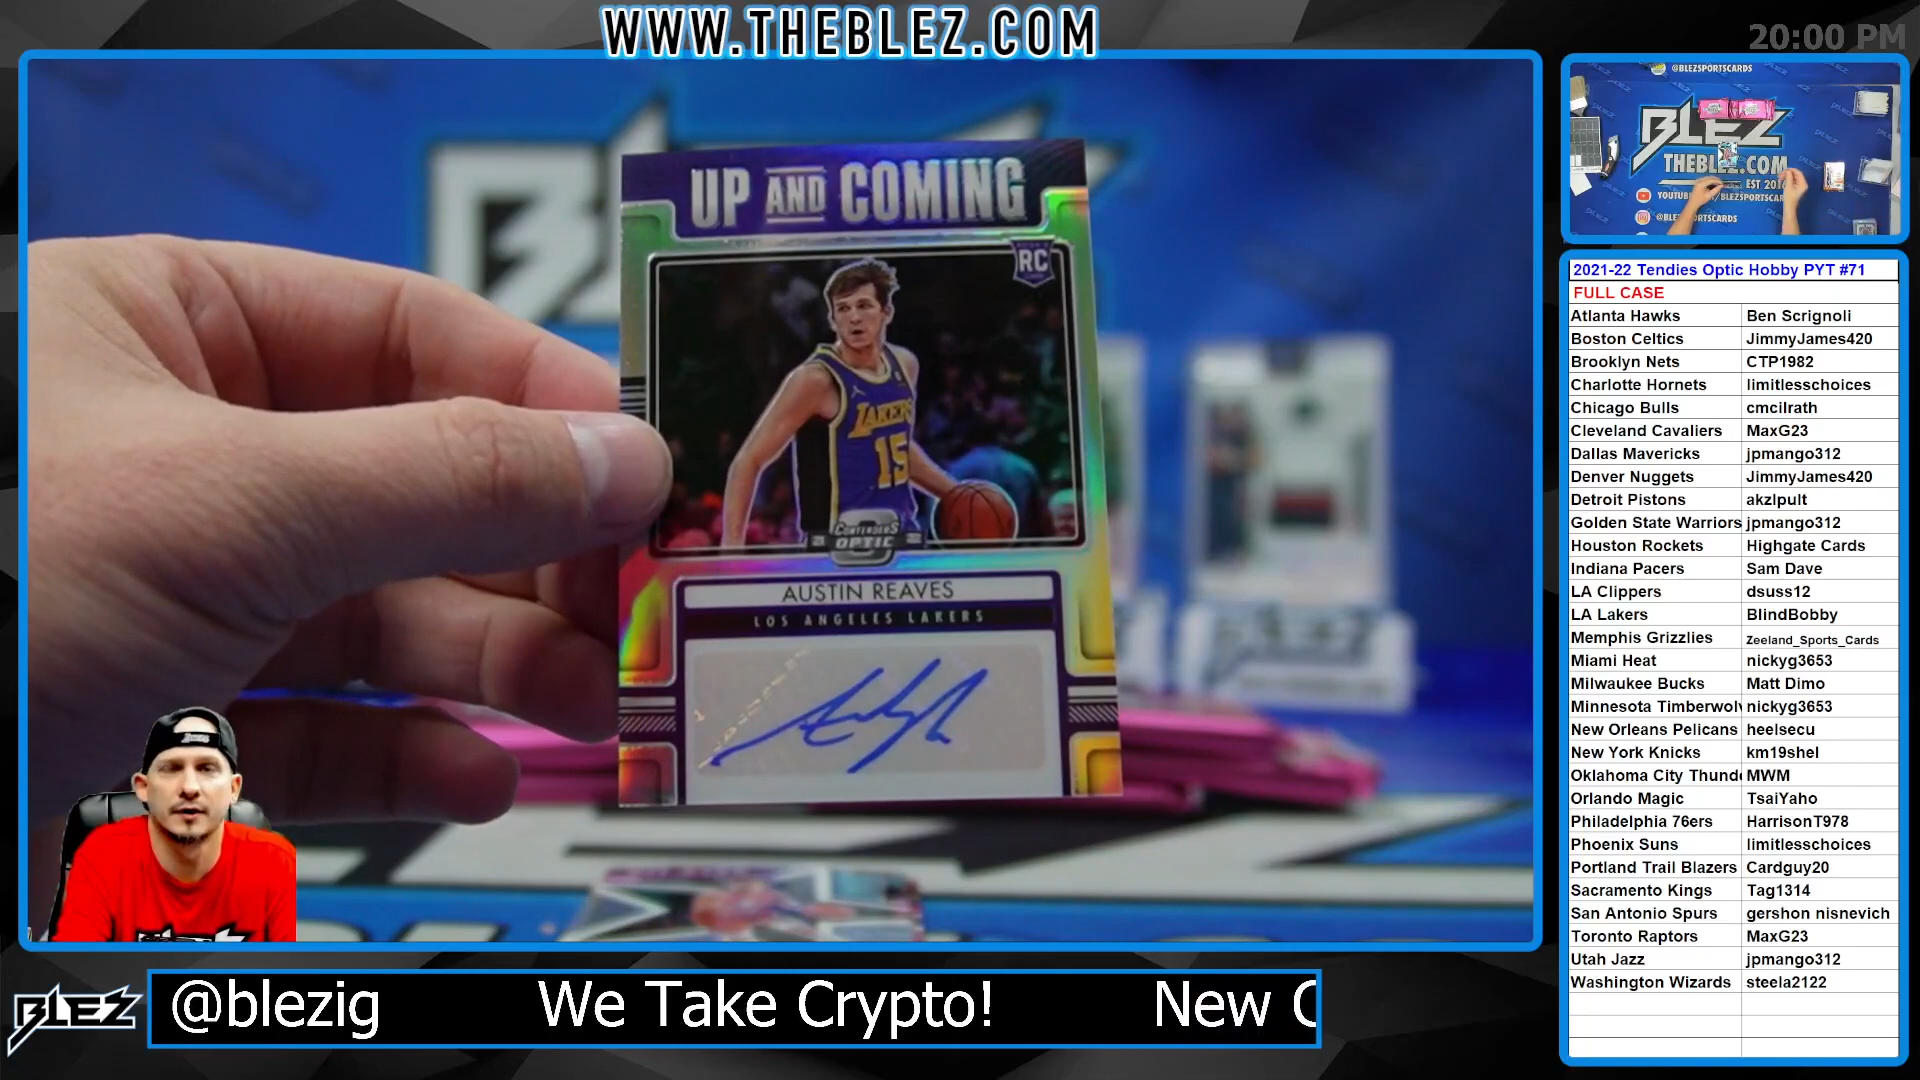 WWW.THEBLEZ.COM
20:00 PM
UP AND COMING
RC
LAKERS
15
CONTENDERS
OPTIC
AUSTIN REAVES
LOS ANGELES LAKERS
@BLEZSPORTSCARDS
BLEZ
THEBLEZ.COM
EST
@BLEZ
2021-22 Tendies Optic Hobby PYT #71
FULL CASE
Atlanta Hawks Ben Scrignoli
Boston Celtics JimmyJames420
Brooklyn Nets CTP1982
Charlotte Hornets limitlesschoices
Chicago Bulls cmcilrath
Cleveland Cavaliers MaxG23
Dallas Mavericks jpmango312
Denver Nuggets JimmyJames420
Detroit Pistons akzlpult
Golden State Warriors jpmango312
Houston Rockets Highgate Cards
Indiana Pacers Sam Dave
LA Clippers dsuss12
LA Lakers BlindBobby
Memphis Grizzlies Zeeland_Sports_Cards
Miami Heat nickyg3653
Milwaukee Bucks Matt Dimo
Minnesota Timberwolv nickyg3653
New Orleans Pelicans heelsecu
New York Knicks km19shel
Oklahoma City Thund MWM
Orlando Magic TsaiYaho
Philadelphia 76ers HarrisonT978
Phoenix Suns limitlesschoices
Portland Trail Blazers Cardguy20
Sacramento Kings Tag1314
San Antonio Spurs gershon nisnevich
Toronto Raptors MaxG23
Utah Jazz jpmango312
Washington Wizards steela2122
BLEZ
@blezig We Take Crypto! New